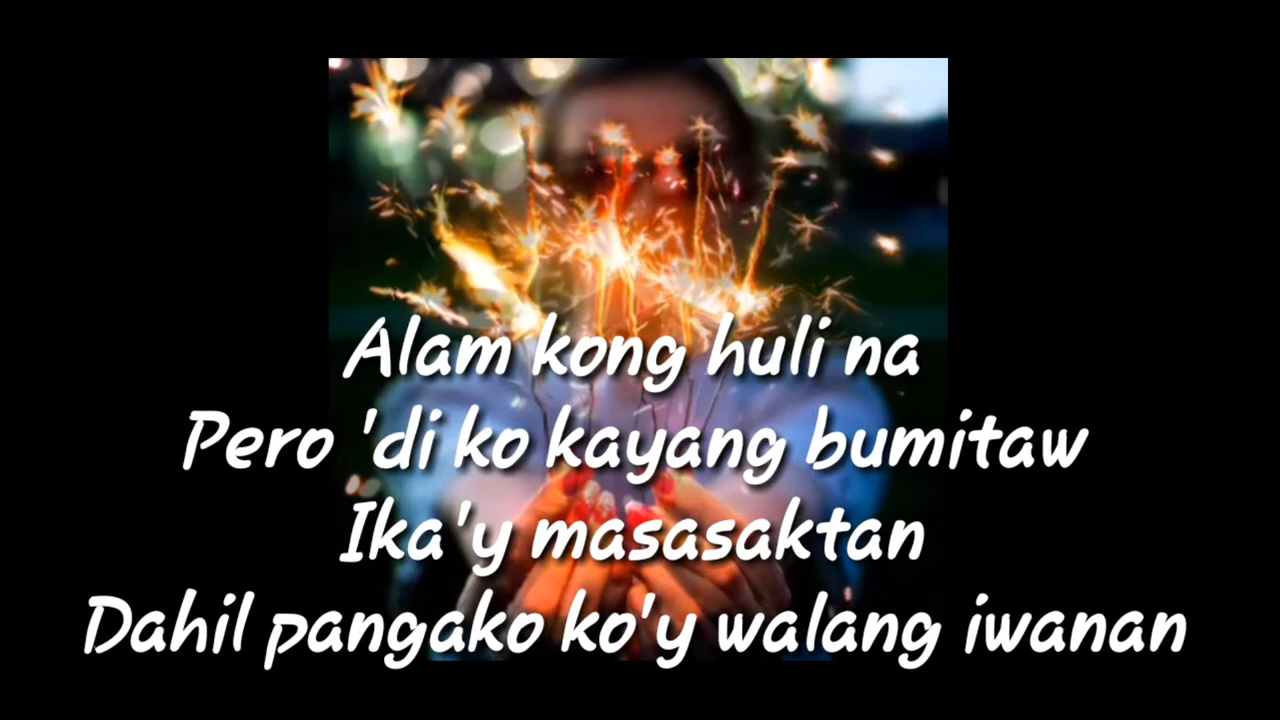 Alam kong huli na
Pero 'di ko kayang bumitaw
Ika'y masasaktan
Dahil pangako ko'y walang iwanan